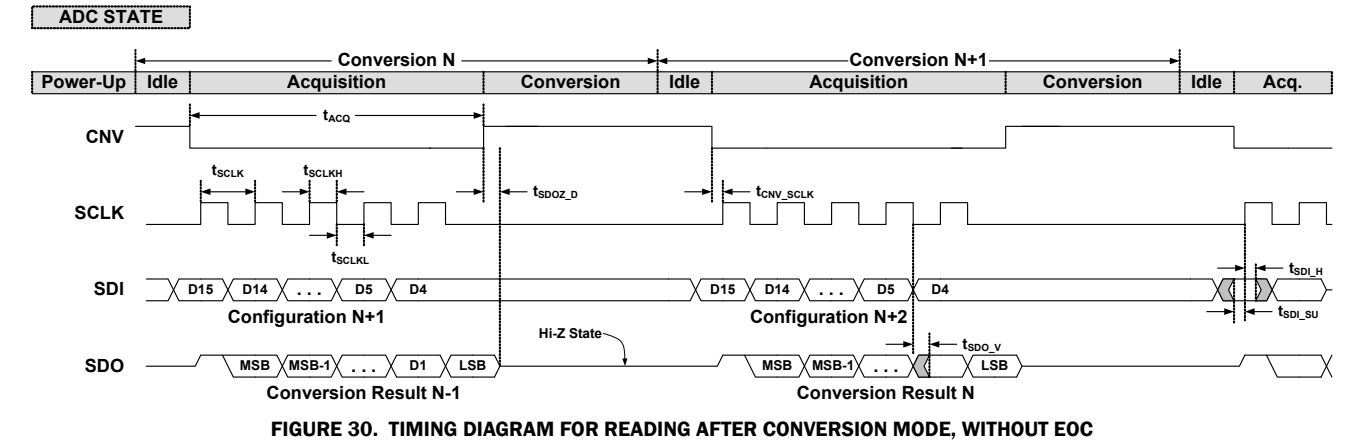 ADC STATE
Conversion N
Conversion N+1
Power-Up Idle Acquisition Conversion Idle Acquisition Conversion Idle Acq.
tACQ
CNV
tSCLK
tSCLKH
tSDOZ_D
tCNV_SCLK
SCLK
tSCLKL
tSDI_H
SDI D15 D14 . . . D5 D4 D15 D14 . . . D5 D4
Configuration N+1
Configuration N+2
tSDI_SU
Hi-Z State
tSDO_V
SDO MSB MSB-1 . . . D1 LSB MSB MSB-1 . . . LSB
Conversion Result N-1
Conversion Result N
FIGURE 30. TIMING DIAGRAM FOR READING AFTER CONVERSION MODE, WITHOUT EOC